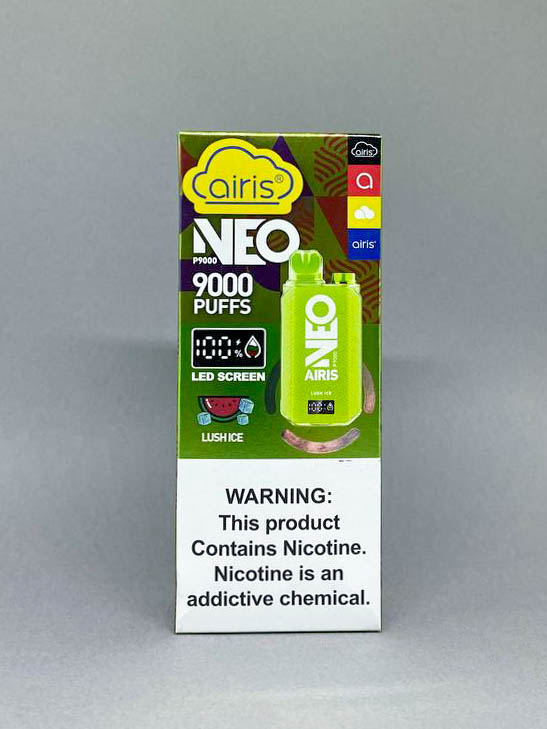 airis®
NEO
P9000
9000
PUFFS
100%
LED SCREEN
LUSH ICE
airis
a
airis
NEO
AIRIS
LUSH ICE
WARNING:
This product
Contains Nicotine.
Nicotine is an
addictive chemical.